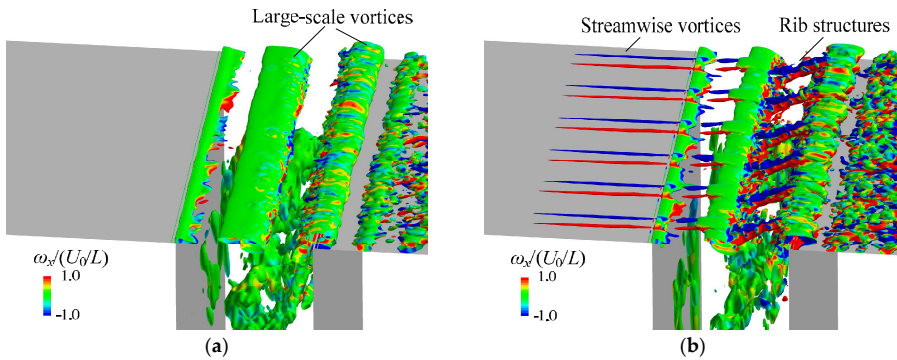 Large-scale vortices
ωx/(U0/L)
1.0
-1.0
(a)
Streamwise vortices
Rib structures
ωx/(U0/L)
1.0
-1.0
(b)